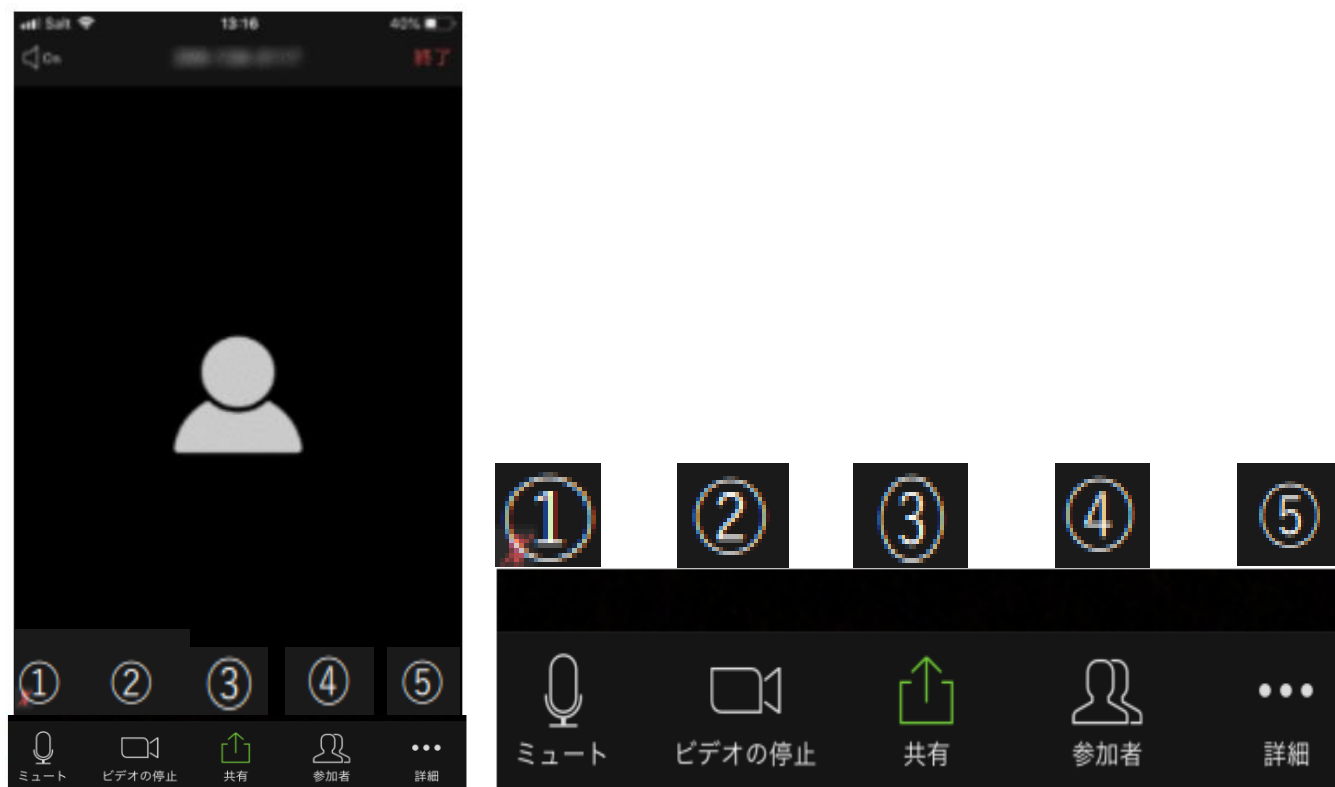 Salt 13:16 40%
On 終了
① ② ③ ④ ⑤
ミュート ビデオの停止 共有 参加者 詳細
① ② ③ ④ ⑤
ミュート ビデオの停止 共有 参加者 詳細